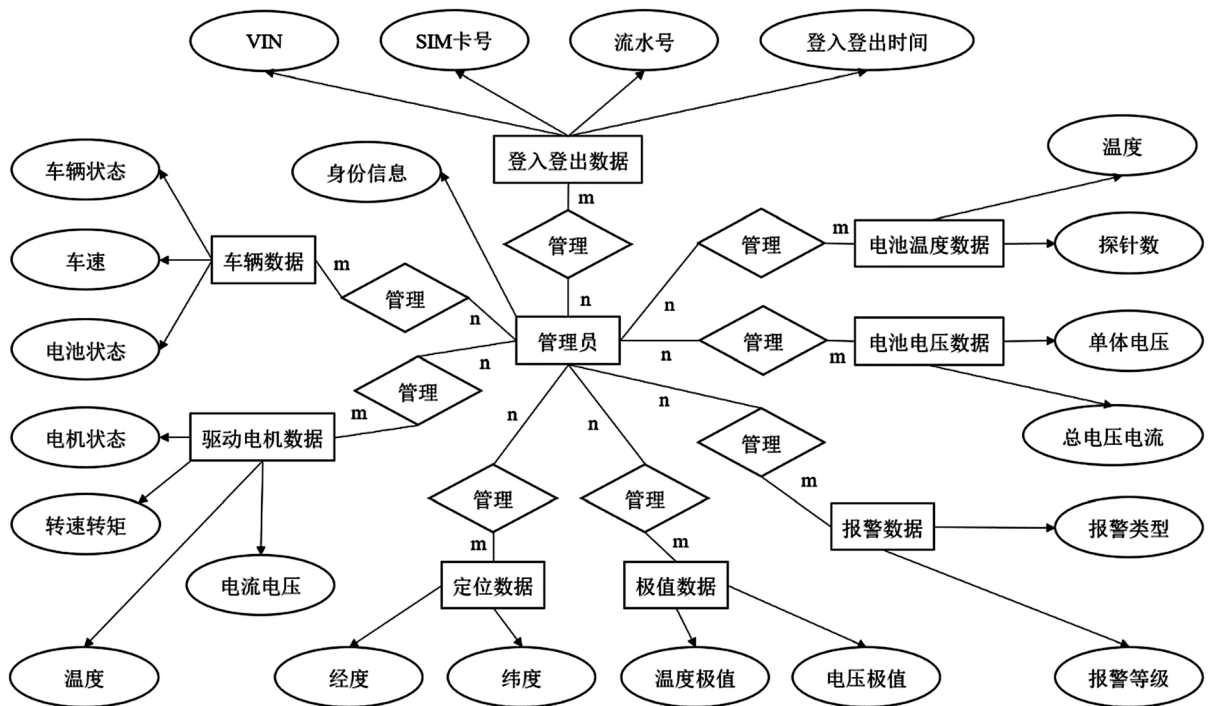 VIN
SIM卡号
流水号
登入登出时间
登入登出数据
温度
车辆状态
身份信息
m
管理
管理
m
电池温度数据
探针数
车速
车辆数据
m
管理
n
n
n
管理员
电池状态
n
管理
m
电池电压数据
单体电压
n
管理
m
总电压电流
电机状态
驱动电机数据
n
n
n
管理
m
转速转矩
管理
管理
报警数据
报警类型
m
m
电流电压
定位数据
极值数据
温度
经度
纬度
温度极值
电压极值
报警等级